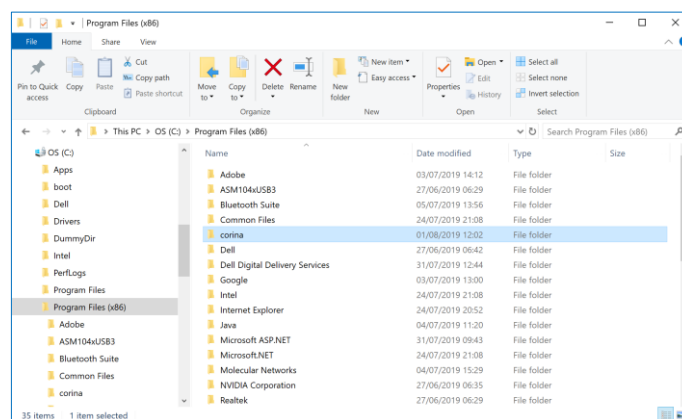 Program Files (x86)
File Home Share View
Pin to Quick access
Copy
Paste
Cut
Copy path
Paste shortcut
Clipboard
Move to
Copy to
Delete
Rename
Organize
New folder
New item
Easy access
New
Properties
Open
Edit
History
Open
Select all
Select none
Invert selection
Select
This PC > OS (C:) > Program Files (x86)
Search Program Files (x86)
OS (C:)
Apps
boot
Dell
Drivers
DummyDir
Intel
PerfLogs
Program Files
Program Files (x86)
Adobe
ASM104xUSB3
Bluetooth Suite
Common Files
corina
Name Date modified Type Size
Adobe 03/07/2019 14:12 File folder
ASM104xUSB3 27/06/2019 06:29 File folder
Bluetooth Suite 05/07/2019 13:56 File folder
Common Files 24/07/2019 21:08 File folder
corina 01/08/2019 12:02 File folder
Dell 27/06/2019 06:42 File folder
Dell Digital Delivery Services 31/07/2019 12:44 File folder
Google 03/07/2019 13:00 File folder
Intel 24/07/2019 21:08 File folder
Internet Explorer 24/07/2019 20:52 File folder
Java 04/07/2019 11:20 File folder
Microsoft ASP.NET 31/07/2019 09:43 File folder
Microsoft.NET 24/07/2019 21:08 File folder
Molecular Networks 04/07/2019 15:29 File folder
NVIDIA Corporation 27/06/2019 06:35 File folder
Realtek 27/06/2019 06:29 File folder
35 items 1 item selected